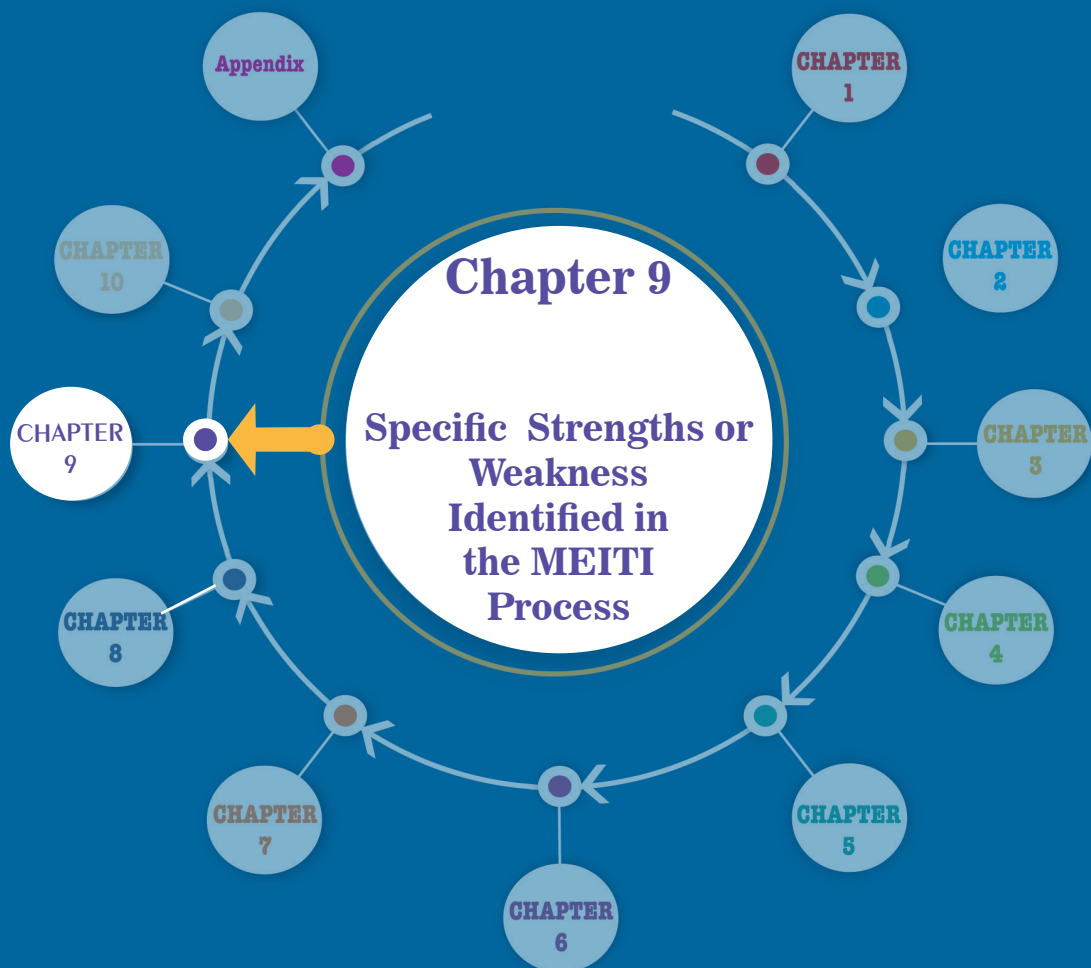 Appendix
CHAPTER
1
CHAPTER
10
CHAPTER
2
Chapter 9
Specific Strengths or
Weakness
Identified in
the MEITI
Process
CHAPTER
9
CHAPTER
3
CHAPTER
8
CHAPTER
4
CHAPTER
7
CHAPTER
5
CHAPTER
6